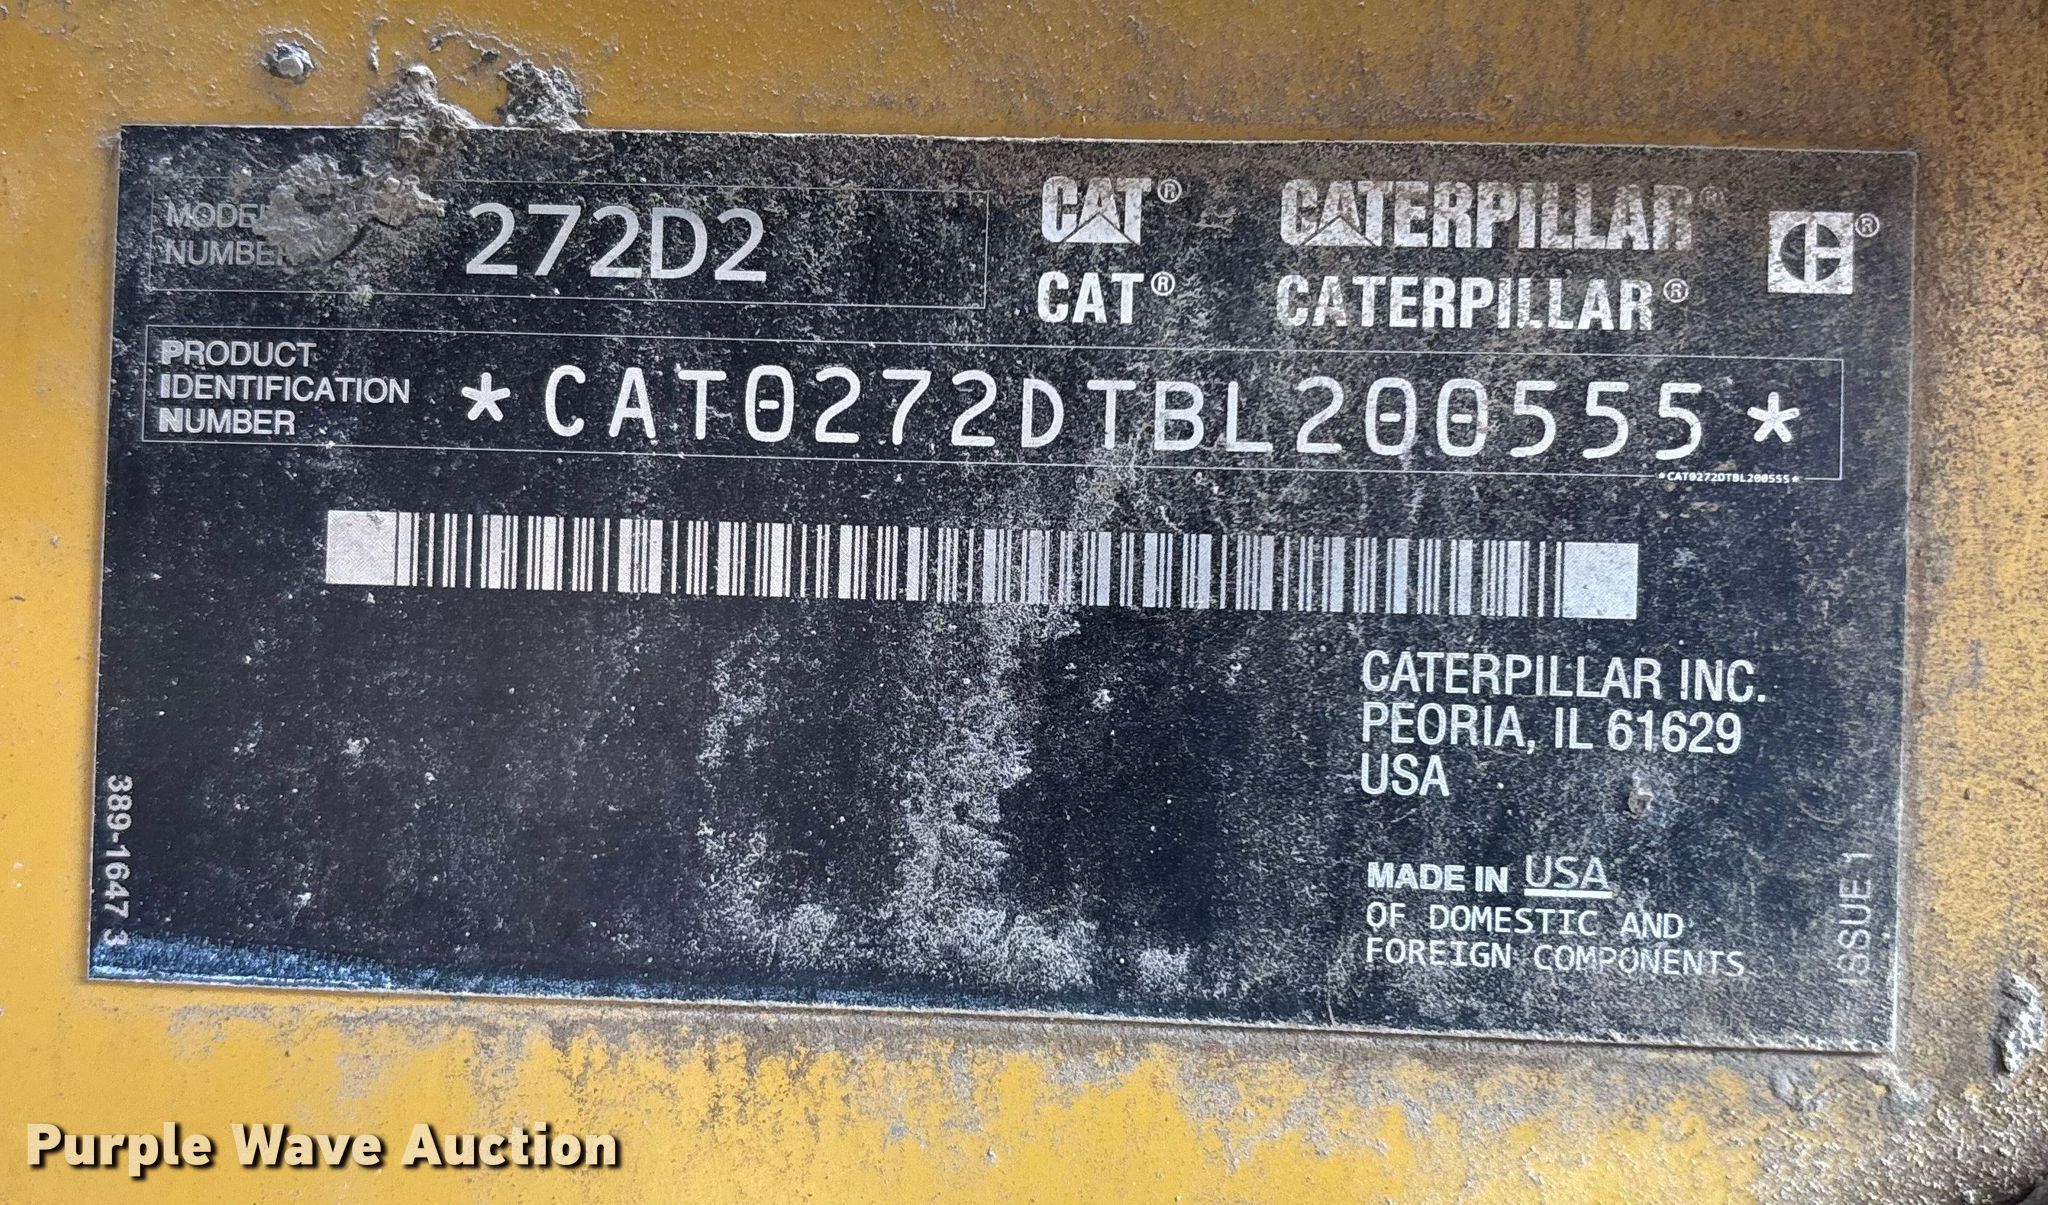 MODEL
NUMBER
272D2
CAT® CATERPILLAR®
CAT® CATERPILLAR®
C®
PRODUCT
IDENTIFICATION
NUMBER
*CAT0272DTBL200555*
*CAT0272DTBL200555*
CATERPILLAR INC.
PEORIA, IL 61629
USA
MADE IN USA
OF DOMESTIC AND
FOREIGN COMPONENTS
389-1647 3
ISSUE 1
Purple Wave Auction